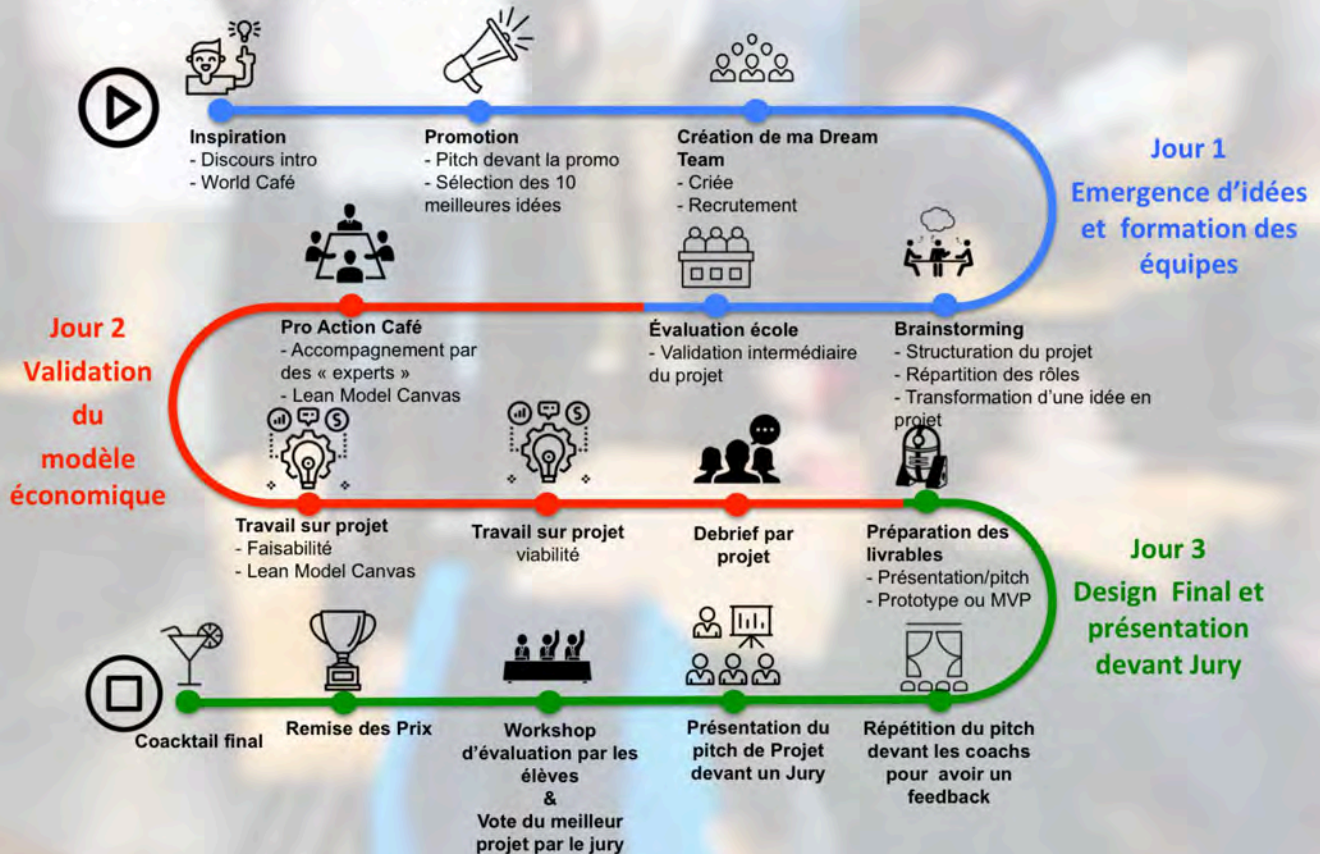 Inspiration
- Discours intro
- World Café
Promotion
- Pitch devant la promo
- Sélection des 10
meilleures idées
Création de ma Dream
Team
- Criée
- Recrutement
Jour 1
Emergence d'idées
et formation des
équipes
Brainstorming
- Structuration du projet
- Répartition des rôles
- Transformation d'une idée en
projet
Évaluation école
- Validation intermédiaire
du projet
Pro Action Café
- Accompagnement par
des « experts »
- Lean Model Canvas
Jour 2
Validation
du
modèle
économique
$
Travail sur projet
- Faisabilité
- Lean Model Canvas
$
Travail sur projet
viabilité
Debrief par
projet
Préparation des
livrables
- Présentation/pitch
- Prototype ou MVP
Jour 3
Design Final et
présentation
devant Jury
Répétition du pitch
devant les coachs
pour avoir un
feedback
Présentation du
pitch de Projet
devant un Jury
Workshop
d'évaluation par les
élèves
&
Vote du meilleur
projet par le jury
Remise des Prix
Coacktail final